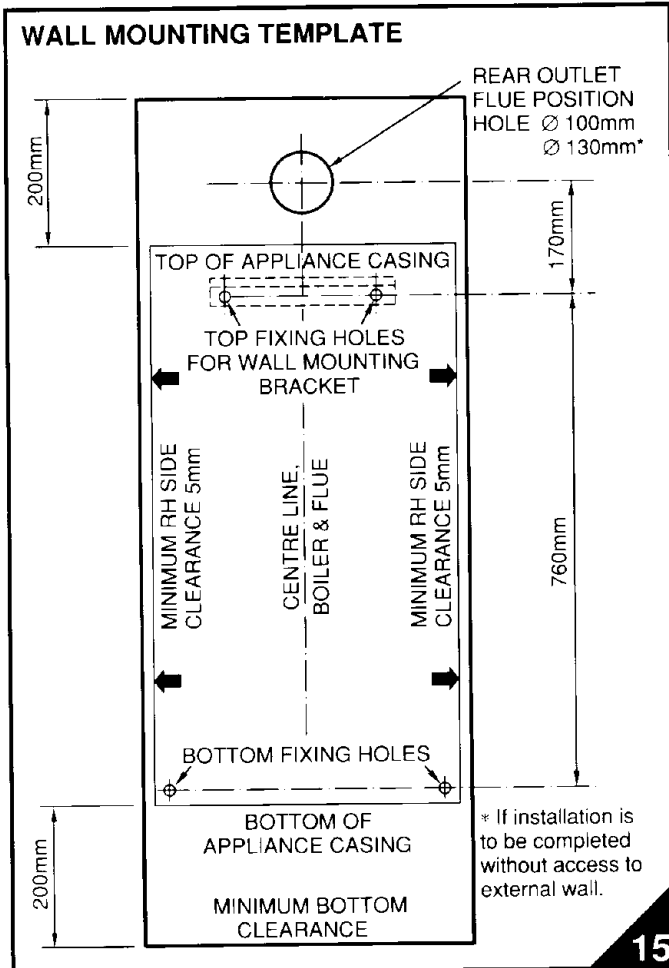 WALL MOUNTING TEMPLATE
REAR OUTLET
FLUE POSITION
HOLE Ø 100mm
Ø 130mm*
200mm
170mm
TOP OF APPLIANCE CASING
TOP FIXING HOLES
FOR WALL MOUNTING
BRACKET
MINIMUM RH SIDE
CLEARANCE 5mm
CENTRE LINE,
BOILER & FLUE
MINIMUM RH SIDE
CLEARANCE 5mm
760mm
BOTTOM FIXING HOLES
BOTTOM OF
APPLIANCE CASING
* If installation is
to be completed
without access to
external wall.
200mm
MINIMUM BOTTOM
CLEARANCE
15